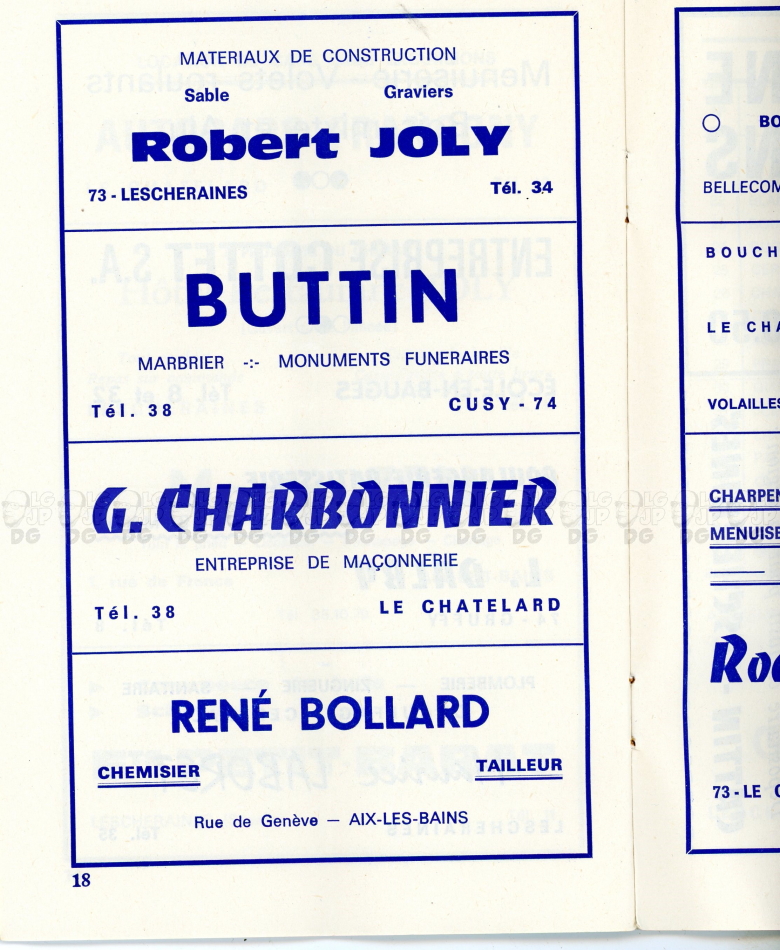 MATERIAUX DE CONSTRUCTION
Sable Graviers
Robert JOLY
73 - LESCHERAINES Tél. 34
BUTTIN
MARBRIER -:- MONUMENTS FUNERAIRES
Tél. 38 CUSY - 74
G. CHARBONNIER
ENTREPRISE DE MAÇONNERIE
Tél. 38 LE CHATELARD
RENÉ BOLLARD
CHEMISIER TAILLEUR
Rue de Genève — AIX-LES-BAINS
18
BO
BELLECOM
BOUCH
LE CHA
VOLAILLES
CHARPEN
MENUISE
73 - LE